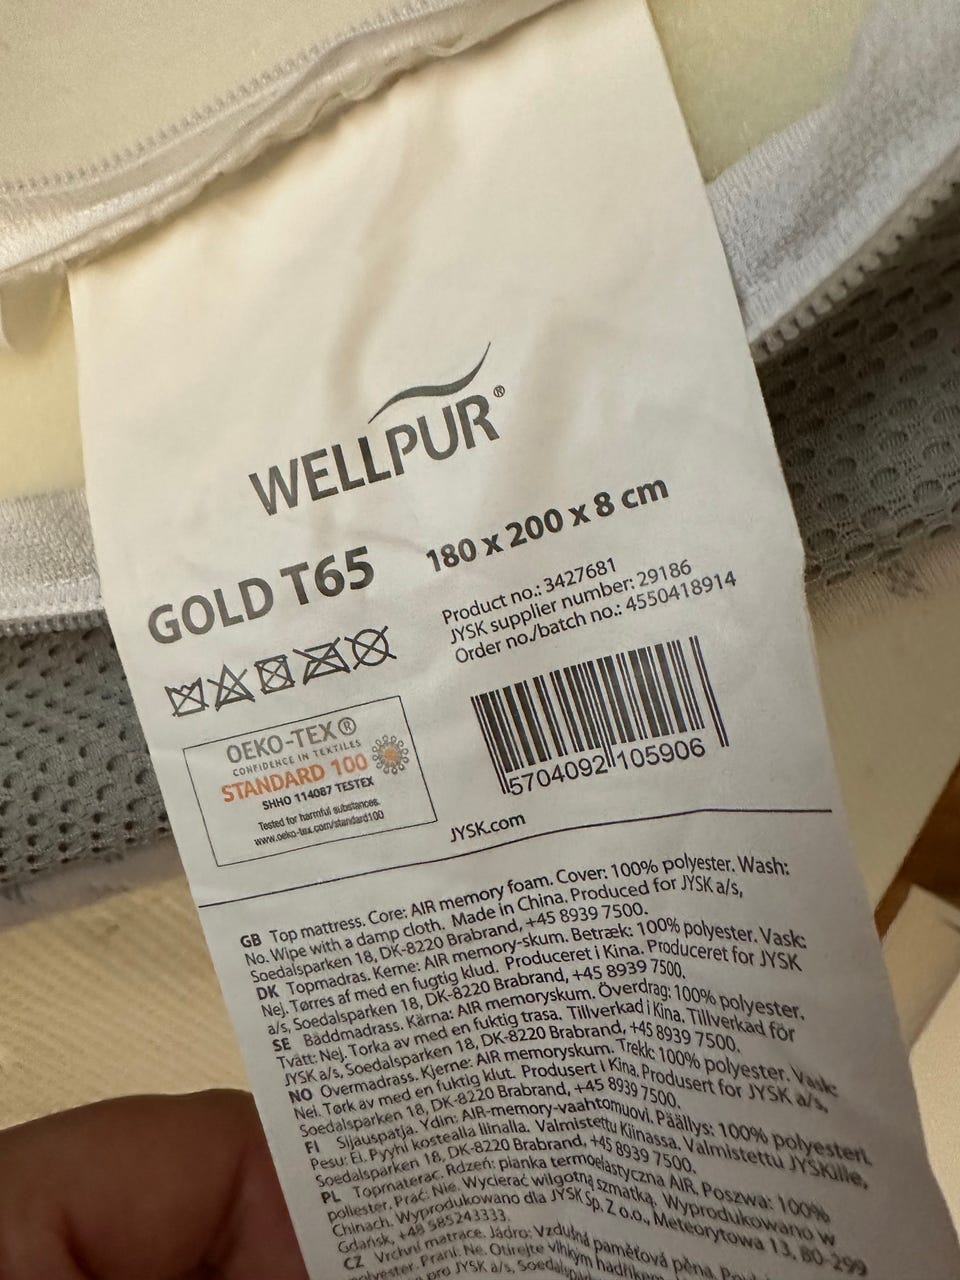 WELLPUR®
GOLD T65
180 x 200 x 8 cm
Product no.: 3427681
JYSK supplier number: 29186
Order no./batch no.: 4550418914
OEKO-TEX®
CONFIDENCE IN TEXTILES
STANDARD 100
SHHO 114087 TESTEX
Tested for harmful substances.
www.oeko-tex.com/standard100
5704092 105906
JYSK.com
GB Top mattress. Core: AIR memory foam. Cover: 100% polyester. Wash:
No. Wipe with a damp cloth. Made in China. Produced for JYSK a/s,
Soedalsparken 18, DK-8220 Brabrand, +45 8939 7500.
DK Topmadras. Kerne: AIR memory-skum. Betræk: 100% polyester. Vask:
Nej. Tørres af med en fugtig klud. Produceret i Kina. Produceret for JYSK
a/s, Soedalsparken 18, DK-8220 Brabrand, +45 8939 7500.
SE Bäddmadrass. Kärna: AIR memoryskum. Överdrag: 100% polyester.
Tvätt: Nej. Torka av med en fuktig trasa. Tillverkad i Kina. Tillverkad för
JYSK a/s, Soedalsparken 18, DK-8220 Brabrand, +45 8939 7500.
NO Overmadrass. Kjerne: AIR memoryskum. Trekk: 100% polyester. Vask:
Nei. Tørk av med en fuktig klut. Produsert i Kina. Produsert for JYSK a/s,
Soedalsparken 18, DK-8220 Brabrand, +45 8939 7500.
FI Sijauspatja. Ydin: AIR-memory-vaahtomuovi. Päällys: 100% polyesteri.
Pesu: Ei. Pyyhi kostealla liinalla. Valmistettu Kiinassa. Valmistettu JYSKille,
Soedalsparken 18, DK-8220 Brabrand, +45 8939 7500.
PL Topmaterac. Rdzeń: pianka termoelastyczna AIR. Poszwa: 100%
poliester. Prać: Nie. Wycierać wilgotną szmatką. Wyprodukowano w
Chinach. Wyprodukowano dla JYSK Sp. Z o.o., Meteorytowa 13, 80-299
Gdańsk, +48 585243333.
CZ Vrchní matrace. Jádro: Vzdušná paměťová pěna.
polyester. Praní: Ne. Otírejte vlhkým hadříkem.
pro JYSK a/s,